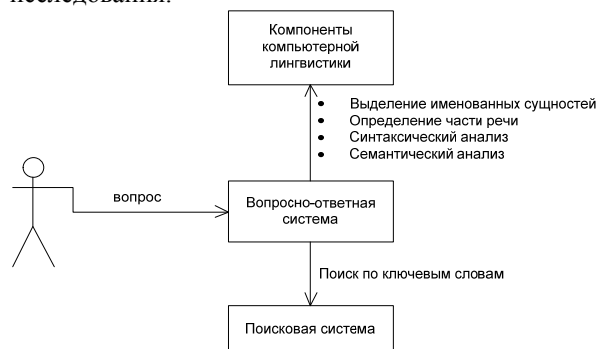 исследования.
Компоненты
компьютерной
лингвистики
• Выделение именованных сущностей
• Определение части речи
• Синтаксический анализ
• Семантический анализ
вопрос
Вопросно-ответная
система
Поиск по ключевым словам
Поисковая система